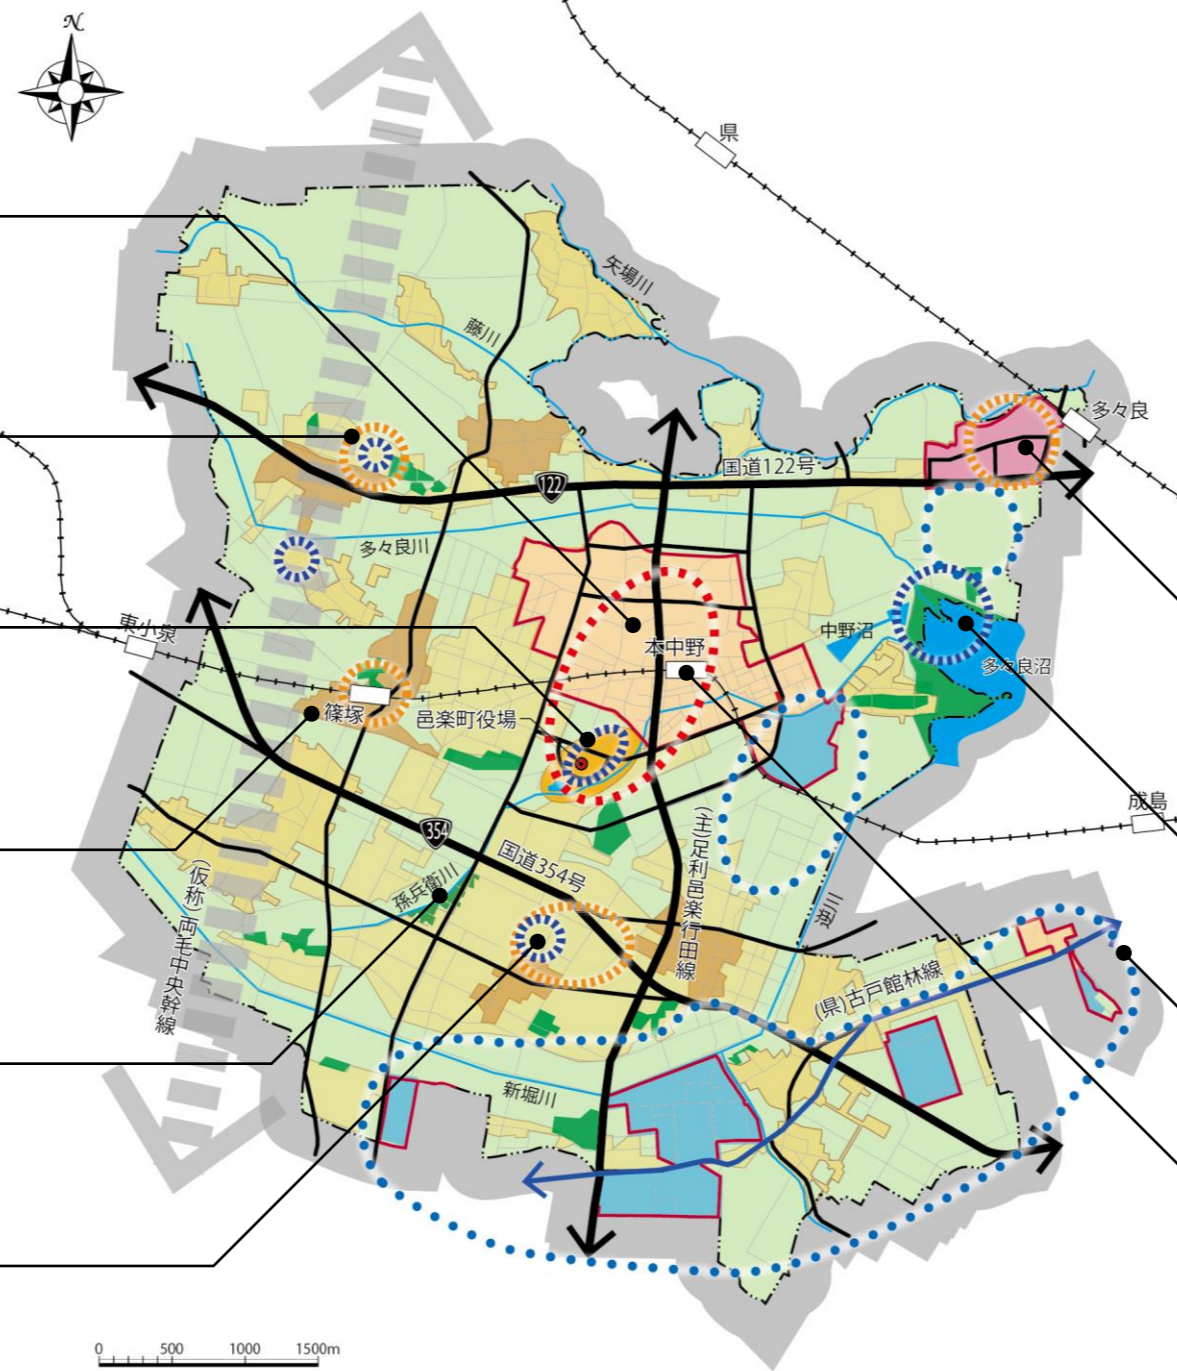 N
県
矢場川
藤川
多々良
国道122号
122
多々良川
東小泉
本中野
中野沼
多々良沼
篠塚
邑楽町役場
成島
354
国道354号
(主)足利邑楽行田線
孫兵衛川
(仮称)両毛中央幹線
(県)古戸館林線
新堀川
0 500 1000 1500m